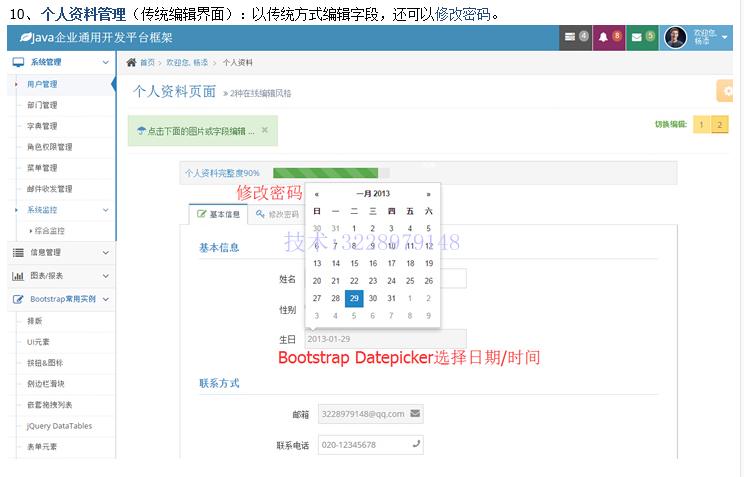 10、个人资料管理（传统编辑界面）：以传统方式编辑字段，还可以修改密码。
Java企业通用开发平台框架
4
8
5
欢迎您,
杨添
系统管理
首页 > 欢迎您, 杨添 > 个人资料
用户管理
个人资料页面 » 2种在线编辑风格
部门管理
字典管理
点击下面的图片或字段编辑 ... ×
切换编辑: 1 2
角色权限管理
菜单管理
个人资料完整度90%
邮件收发管理
修改密码
« 一月 2013 »
系统监控
基本信息 修改密码
日 一 二 三 四 五 六
综合监控
30 31 1 2 3 4 5
技术:3228979148
信息管理
基本信息
6 7 8 9 10 11 12
图表/报表
姓名
13 14 15 16 17 18 19
20 21 22 23 24 25 26
Bootstrap常用实例
27 28 29 30 31 1 2
性别
3 4 5 6 7 8 9
排版
UI元素
生日 2013-01-29
按钮&图标
Bootstrap Datepicker选择日期/时间
侧边栏滑块
联系方式
嵌套拖拽列表
邮箱 3228979148@qq.com
jQuery DataTables
联系电话 020-12345678
表单元素